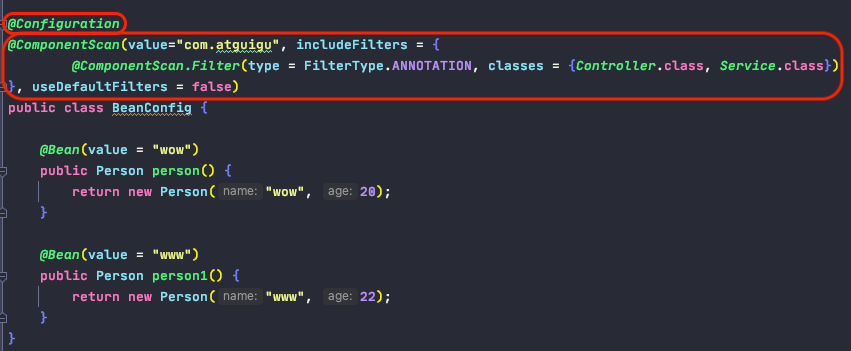 @Configuration
@ComponentScan(value="com.atguigu", includeFilters = {
        @ComponentScan.Filter(type = FilterType.ANNOTATION, classes = {Controller.class, Service.class})
}, useDefaultFilters = false)
public class BeanConfig {

    @Bean(value = "wow")
    public Person person() {
        return new Person( name: "wow", age: 20);
    }

    @Bean(value = "www")
    public Person person1() {
        return new Person( name: "www", age: 22);
    }
}